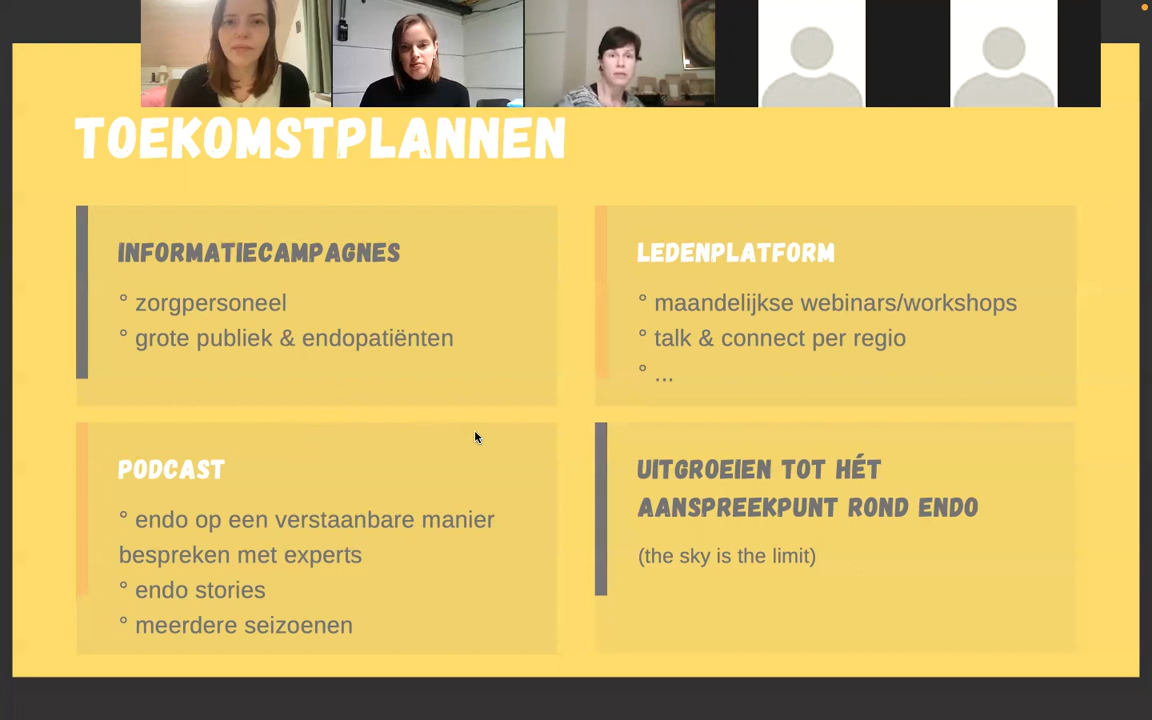 TOEKOMSTPLANNEN
INFORMATIECAMPAGNES
° zorgpersoneel
° grote publiek & endopatiënten
LEDENPLATFORM
° maandelijkse webinars/workshops
° talk & connect per regio
° ...
PODCAST
° endo op een verstaanbare manier
bespreken met experts
° endo stories
° meerdere seizoenen
UITGROEIEN TOT HÉT
AANSPREEKPUNT ROND ENDO
(the sky is the limit)